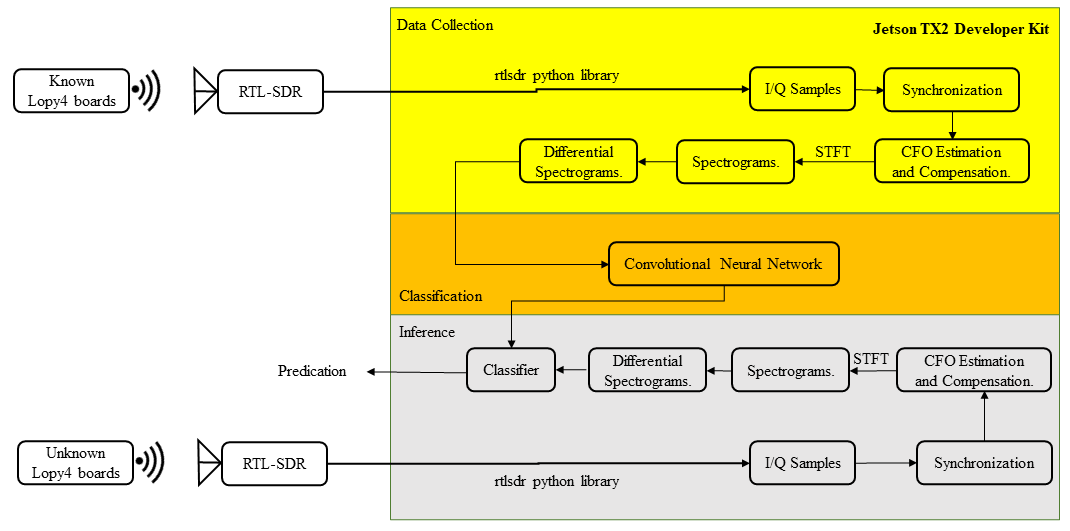 Data Collection
Jetson TX2 Developer Kit
Known
Lopy4 boards
RTL-SDR
rtlsdr python library
I/Q Samples
Synchronization
Differential
Spectrograms.
Spectrograms.
STFT
CFO Estimation
and Compensation.
Convolutional Neural Network
Classification
Inference
Predication
Classifier
Differential
Spectrograms.
Spectrograms.
STFT
CFO Estimation
and Compensation.
Unknown
Lopy4 boards
RTL-SDR
rtlsdr python library
I/Q Samples
Synchronization